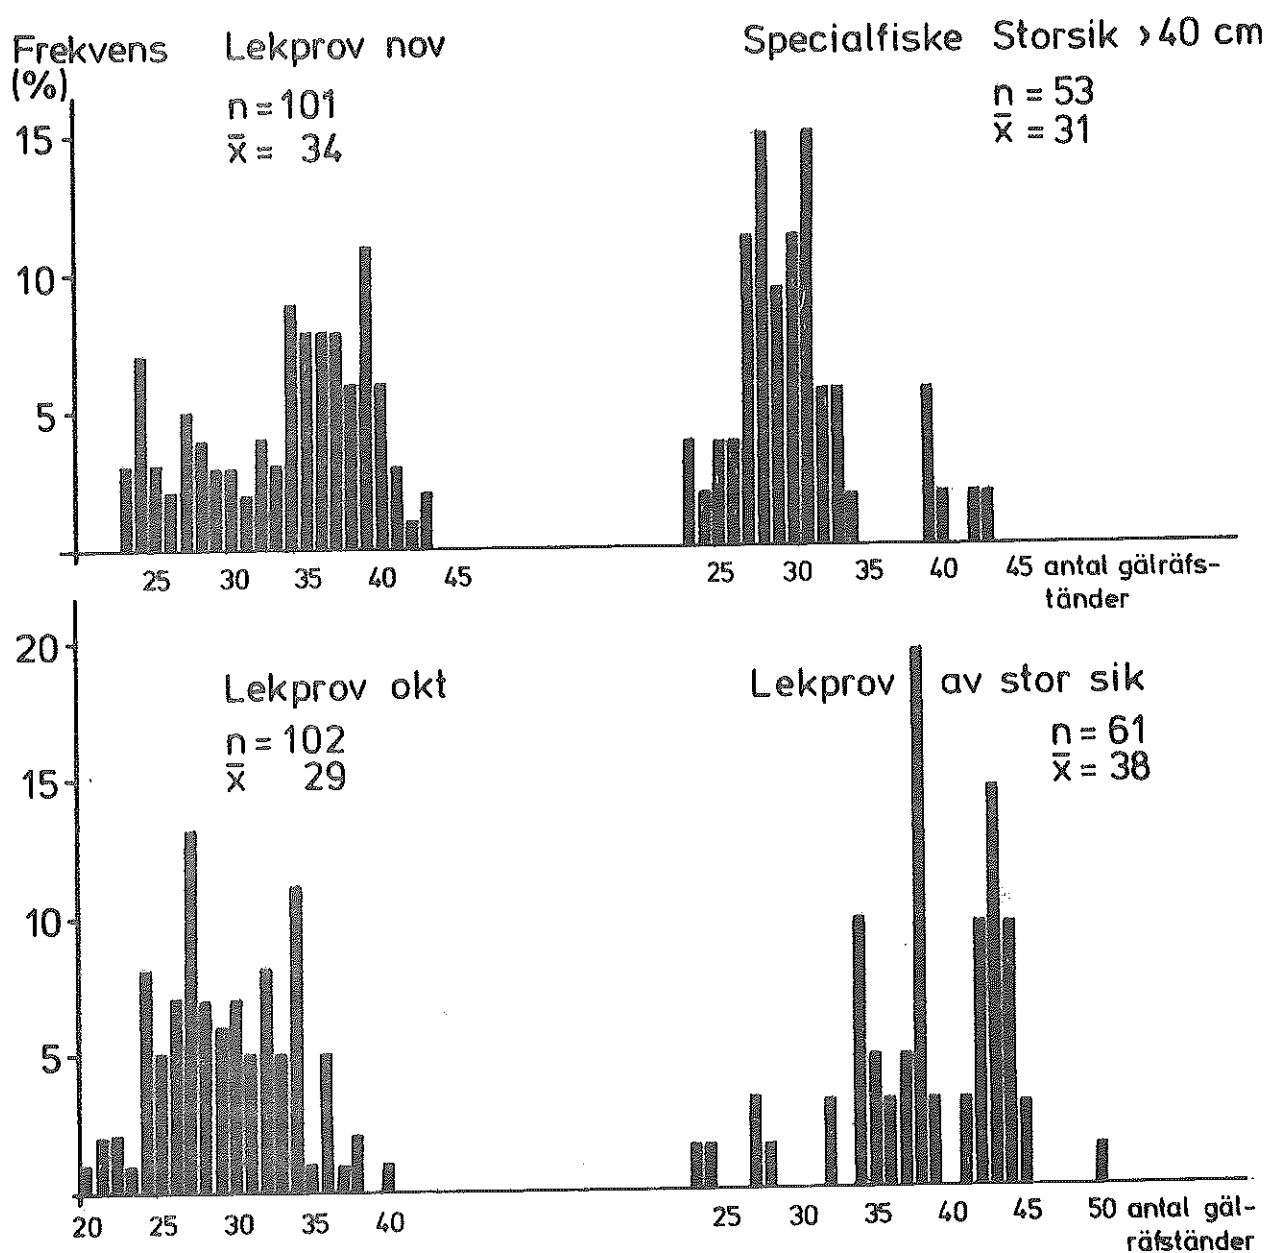 Frekvens
(%)
Lekprov nov
n = 101
x̄ = 34
15
10
5
25 30 35 40 45
Specialfiske Storsik >40 cm
n = 53
x̄ = 31
25 30 35 40 45 antal gälräfs-
tänder
Lekprov okt
n = 102
x̄ 29
20
15
10
5
20 25 30 35 40
Lekprov av stor sik
n = 61
x̄ = 38
25 30 35 40 45 50 antal gäl-
räfständer